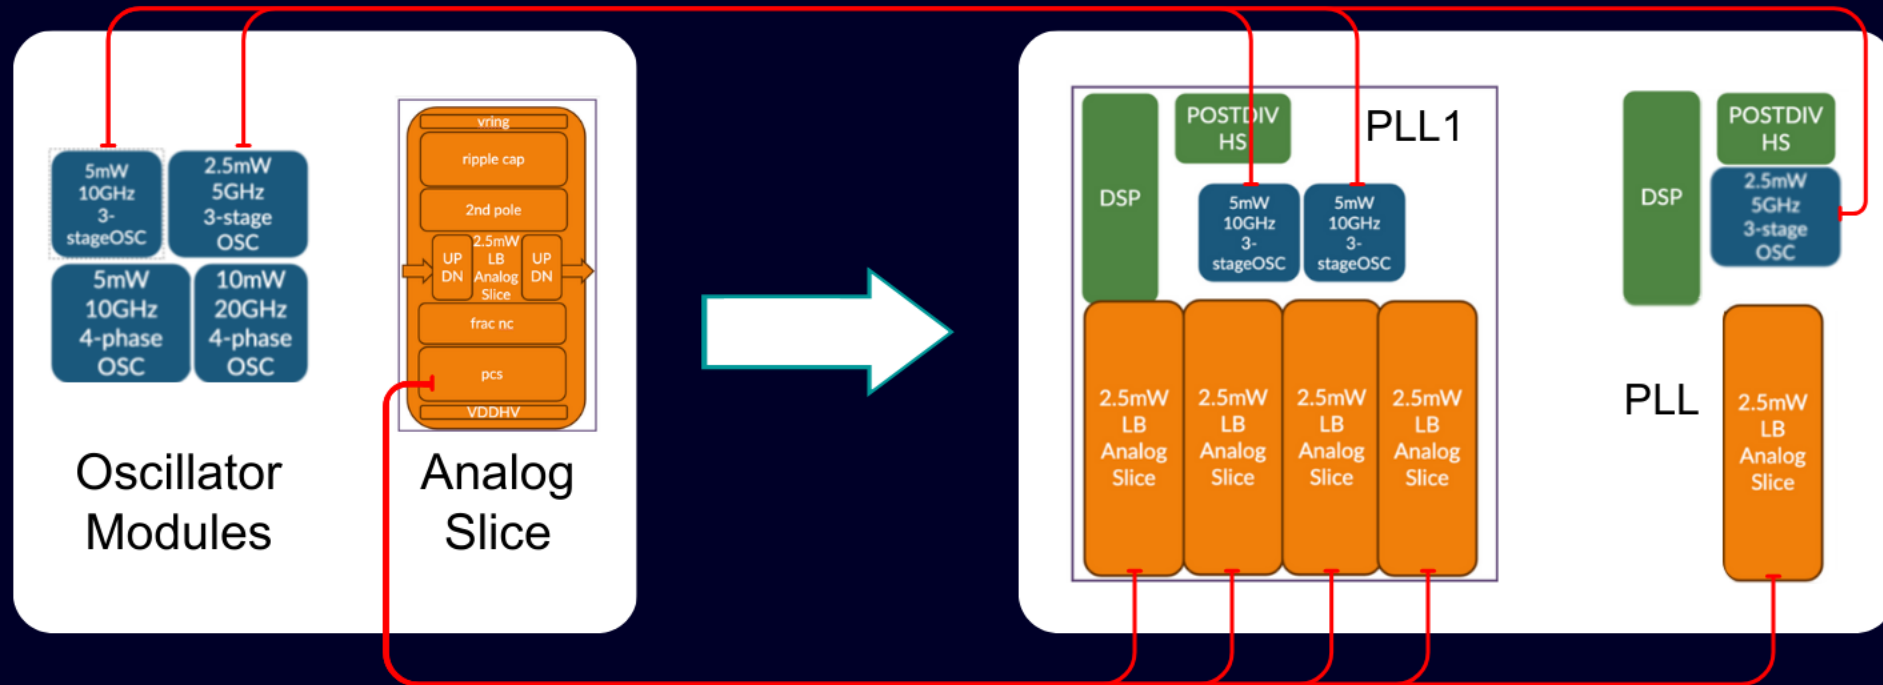 5mW
10GHz
3-
stageOSC
2.5mW
5GHz
3-stage
OSC
5mW
10GHz
4-phase
OSC
10mW
20GHz
4-phase
OSC
Oscillator
Modules
vring
ripple cap
2nd pole
UP
DN
2.5mW
LB
Analog
Slice
UP
DN
frac nc
pcs
VDDHV
Analog
Slice
DSP
POSTDIV
HS
PLL1
5mW
10GHz
3-
stageOSC
5mW
10GHz
3-
stageOSC
2.5mW
LB
Analog
Slice
2.5mW
LB
Analog
Slice
2.5mW
LB
Analog
Slice
2.5mW
LB
Analog
Slice
DSP
POSTDIV
HS
2.5mW
5GHz
3-stage
OSC
PLL
2.5mW
LB
Analog
Slice